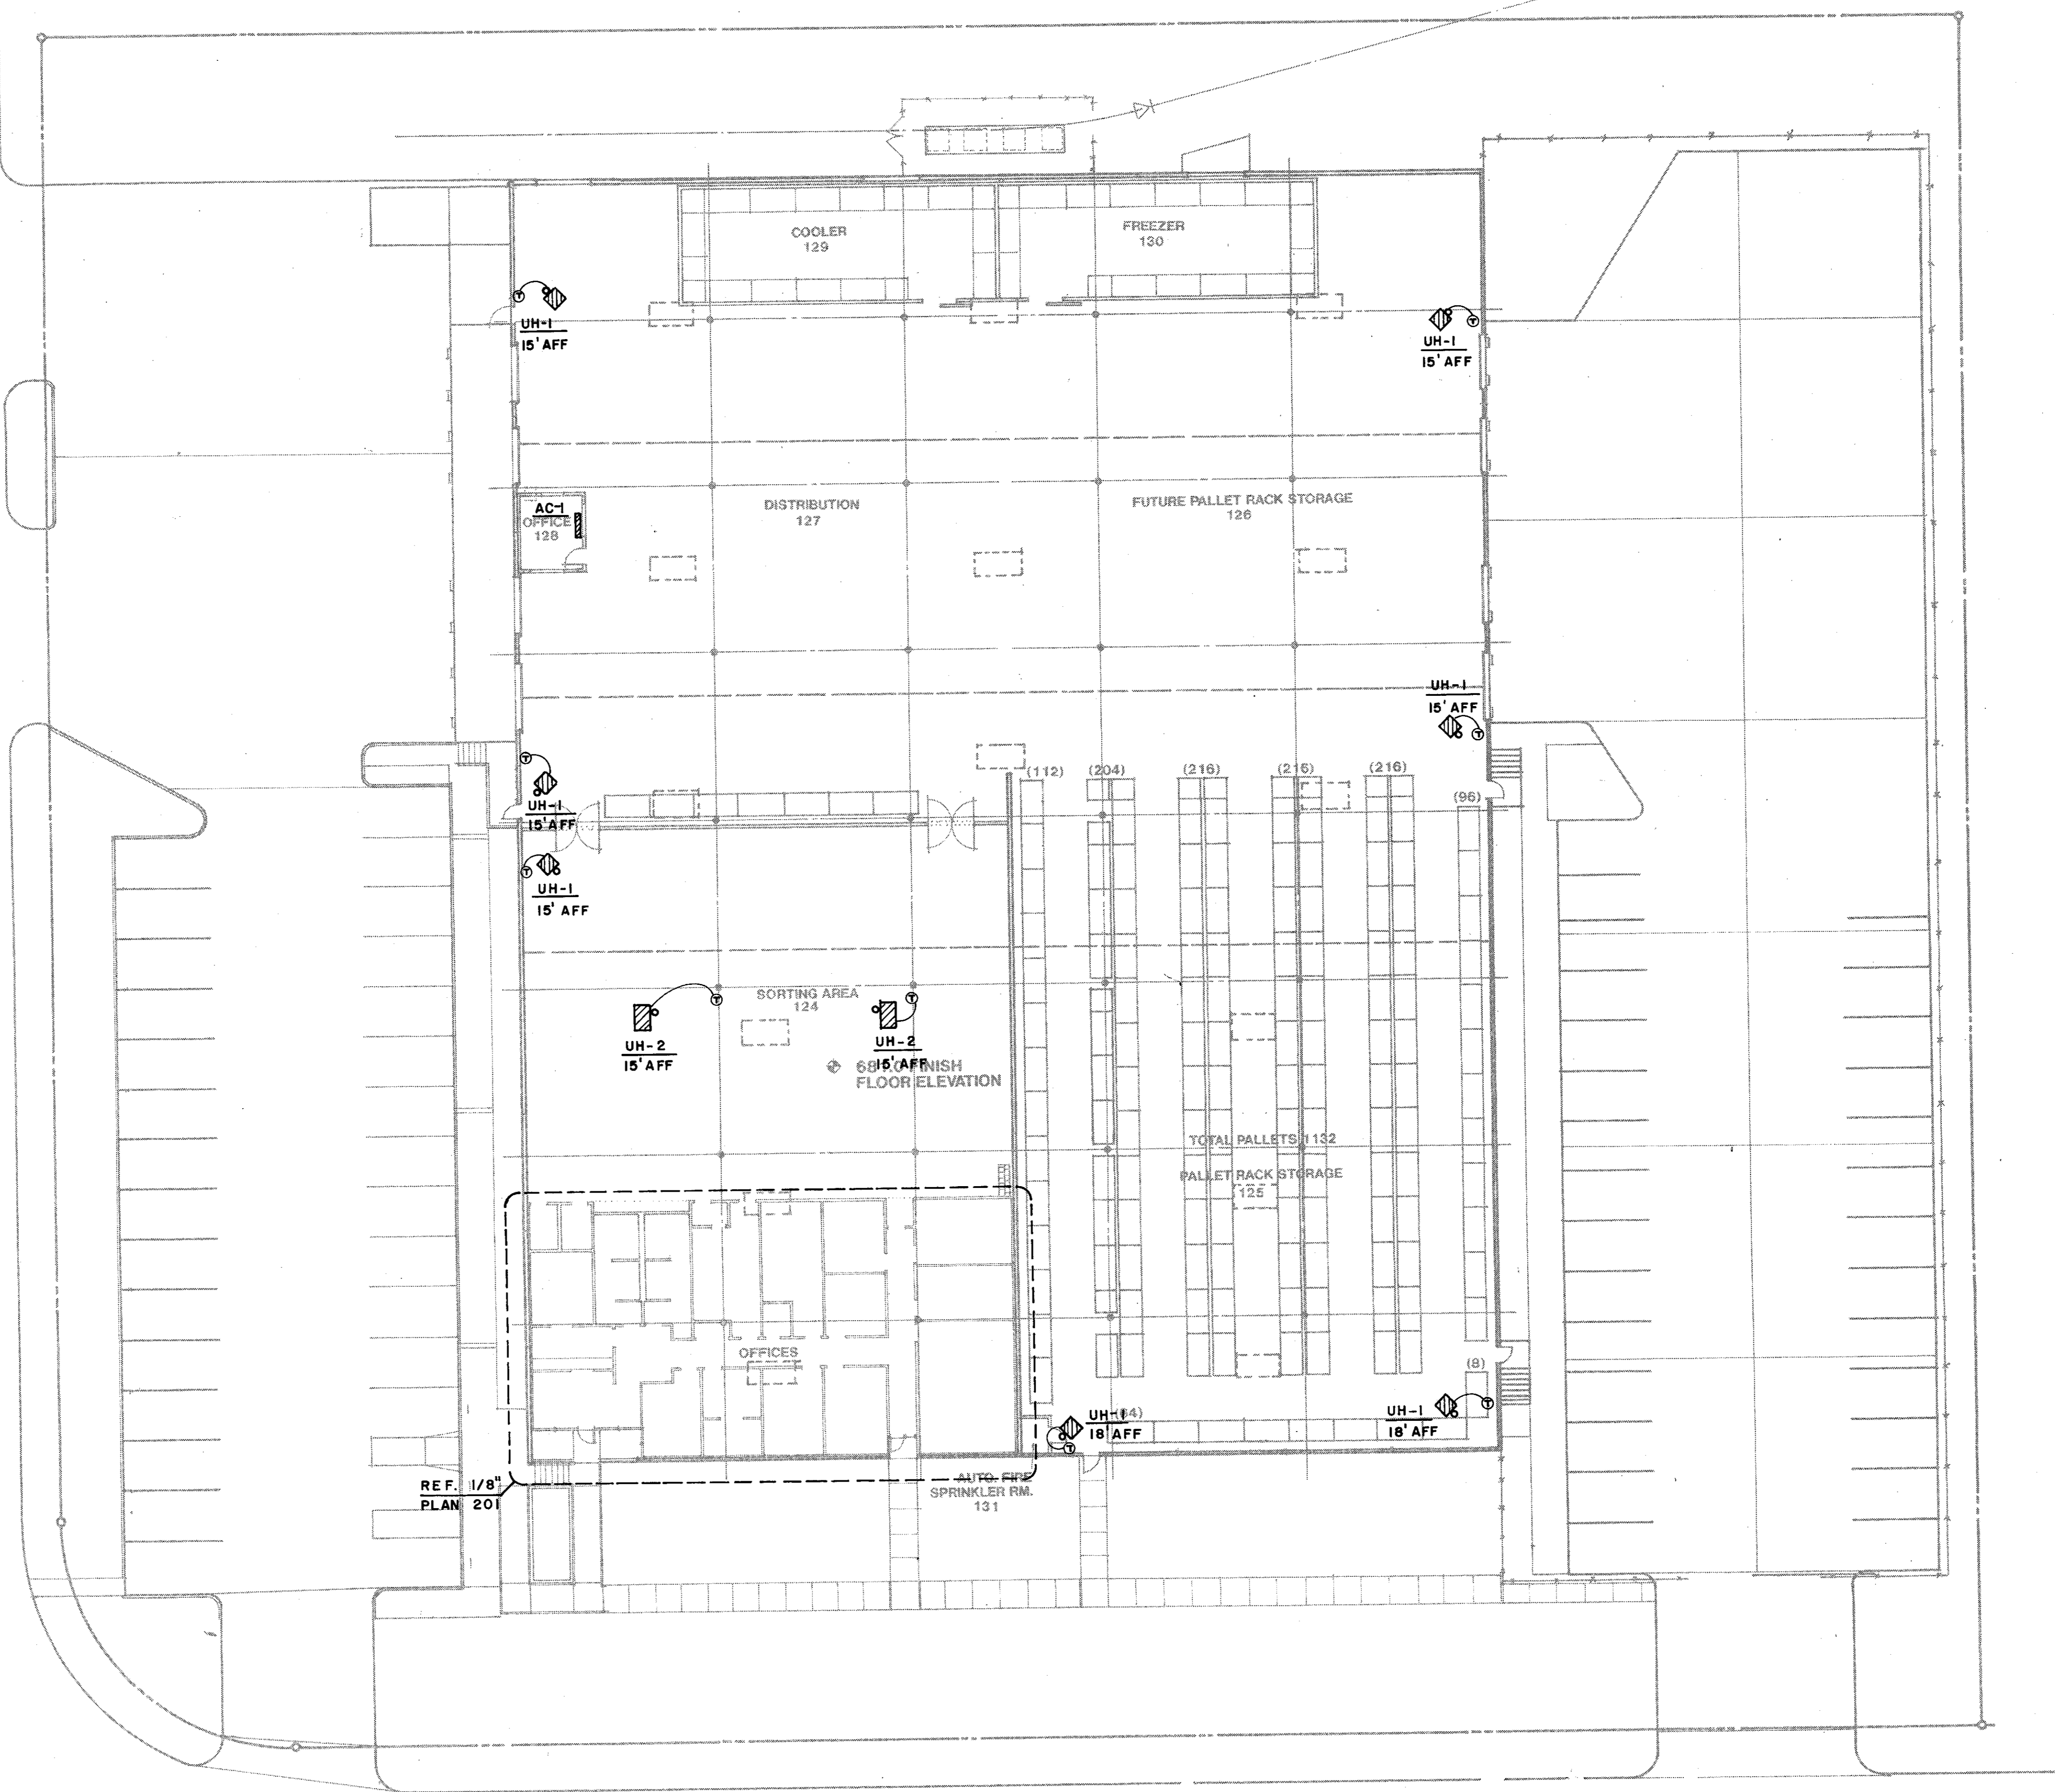 COOLER
129
FREEZER
130
UH-1
15' AFF
UH-1
15' AFF
DISTRIBUTION
127
FUTURE PALLET RACK STORAGE
126
AC-1
OFFICE
128
UH-1
15' AFF
(112)
(204)
(216)
(216)
(216)
(96)
UH-1
15' AFF
UH-1
15' AFF
SORTING AREA
124
UH-2
15' AFF
UH-2
15' AFF
FINISH
FLOOR ELEVATION
TOTAL PALLETS 1132
PALLET RACK STORAGE
125
OFFICES
(8)
UH-1
18' AFF
UH-1
18' AFF
REF. 1/8"
PLAN 201
AUTO. FIRE
SPRINKLER RM.
131